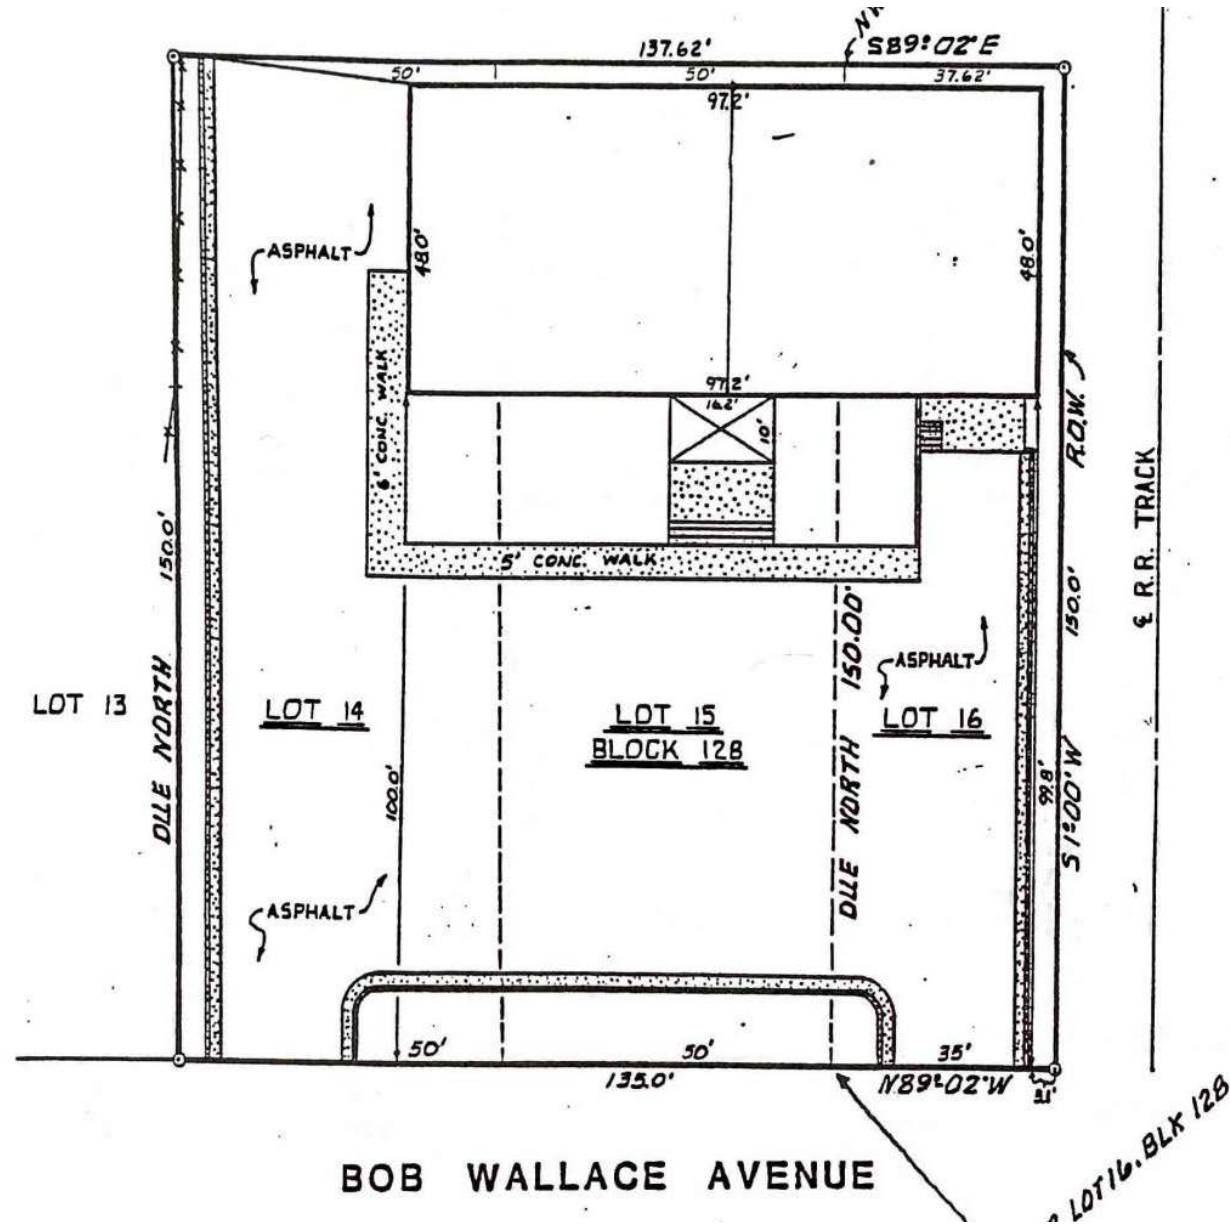 137.62'
S89°02'E
50'
50'
37.62'
97.2'
ASPHALT
48.0'
48.0'
6' CONC. WALK
97.2'
16.2'
10'
R.O.W.
℄ R.R. TRACK
5' CONC. WALK
DUE NORTH 150.0'
DUE NORTH 150.00'
150.0'
S1°00'W
ASPHALT
LOT 13
LOT 14
LOT 15
BLOCK 128
LOT 16
100.0'
99.8'
ASPHALT
50'
50'
35'
135.0'
N89°02'W
3.1'
BOB WALLACE AVENUE
LOT 16, BLK 128